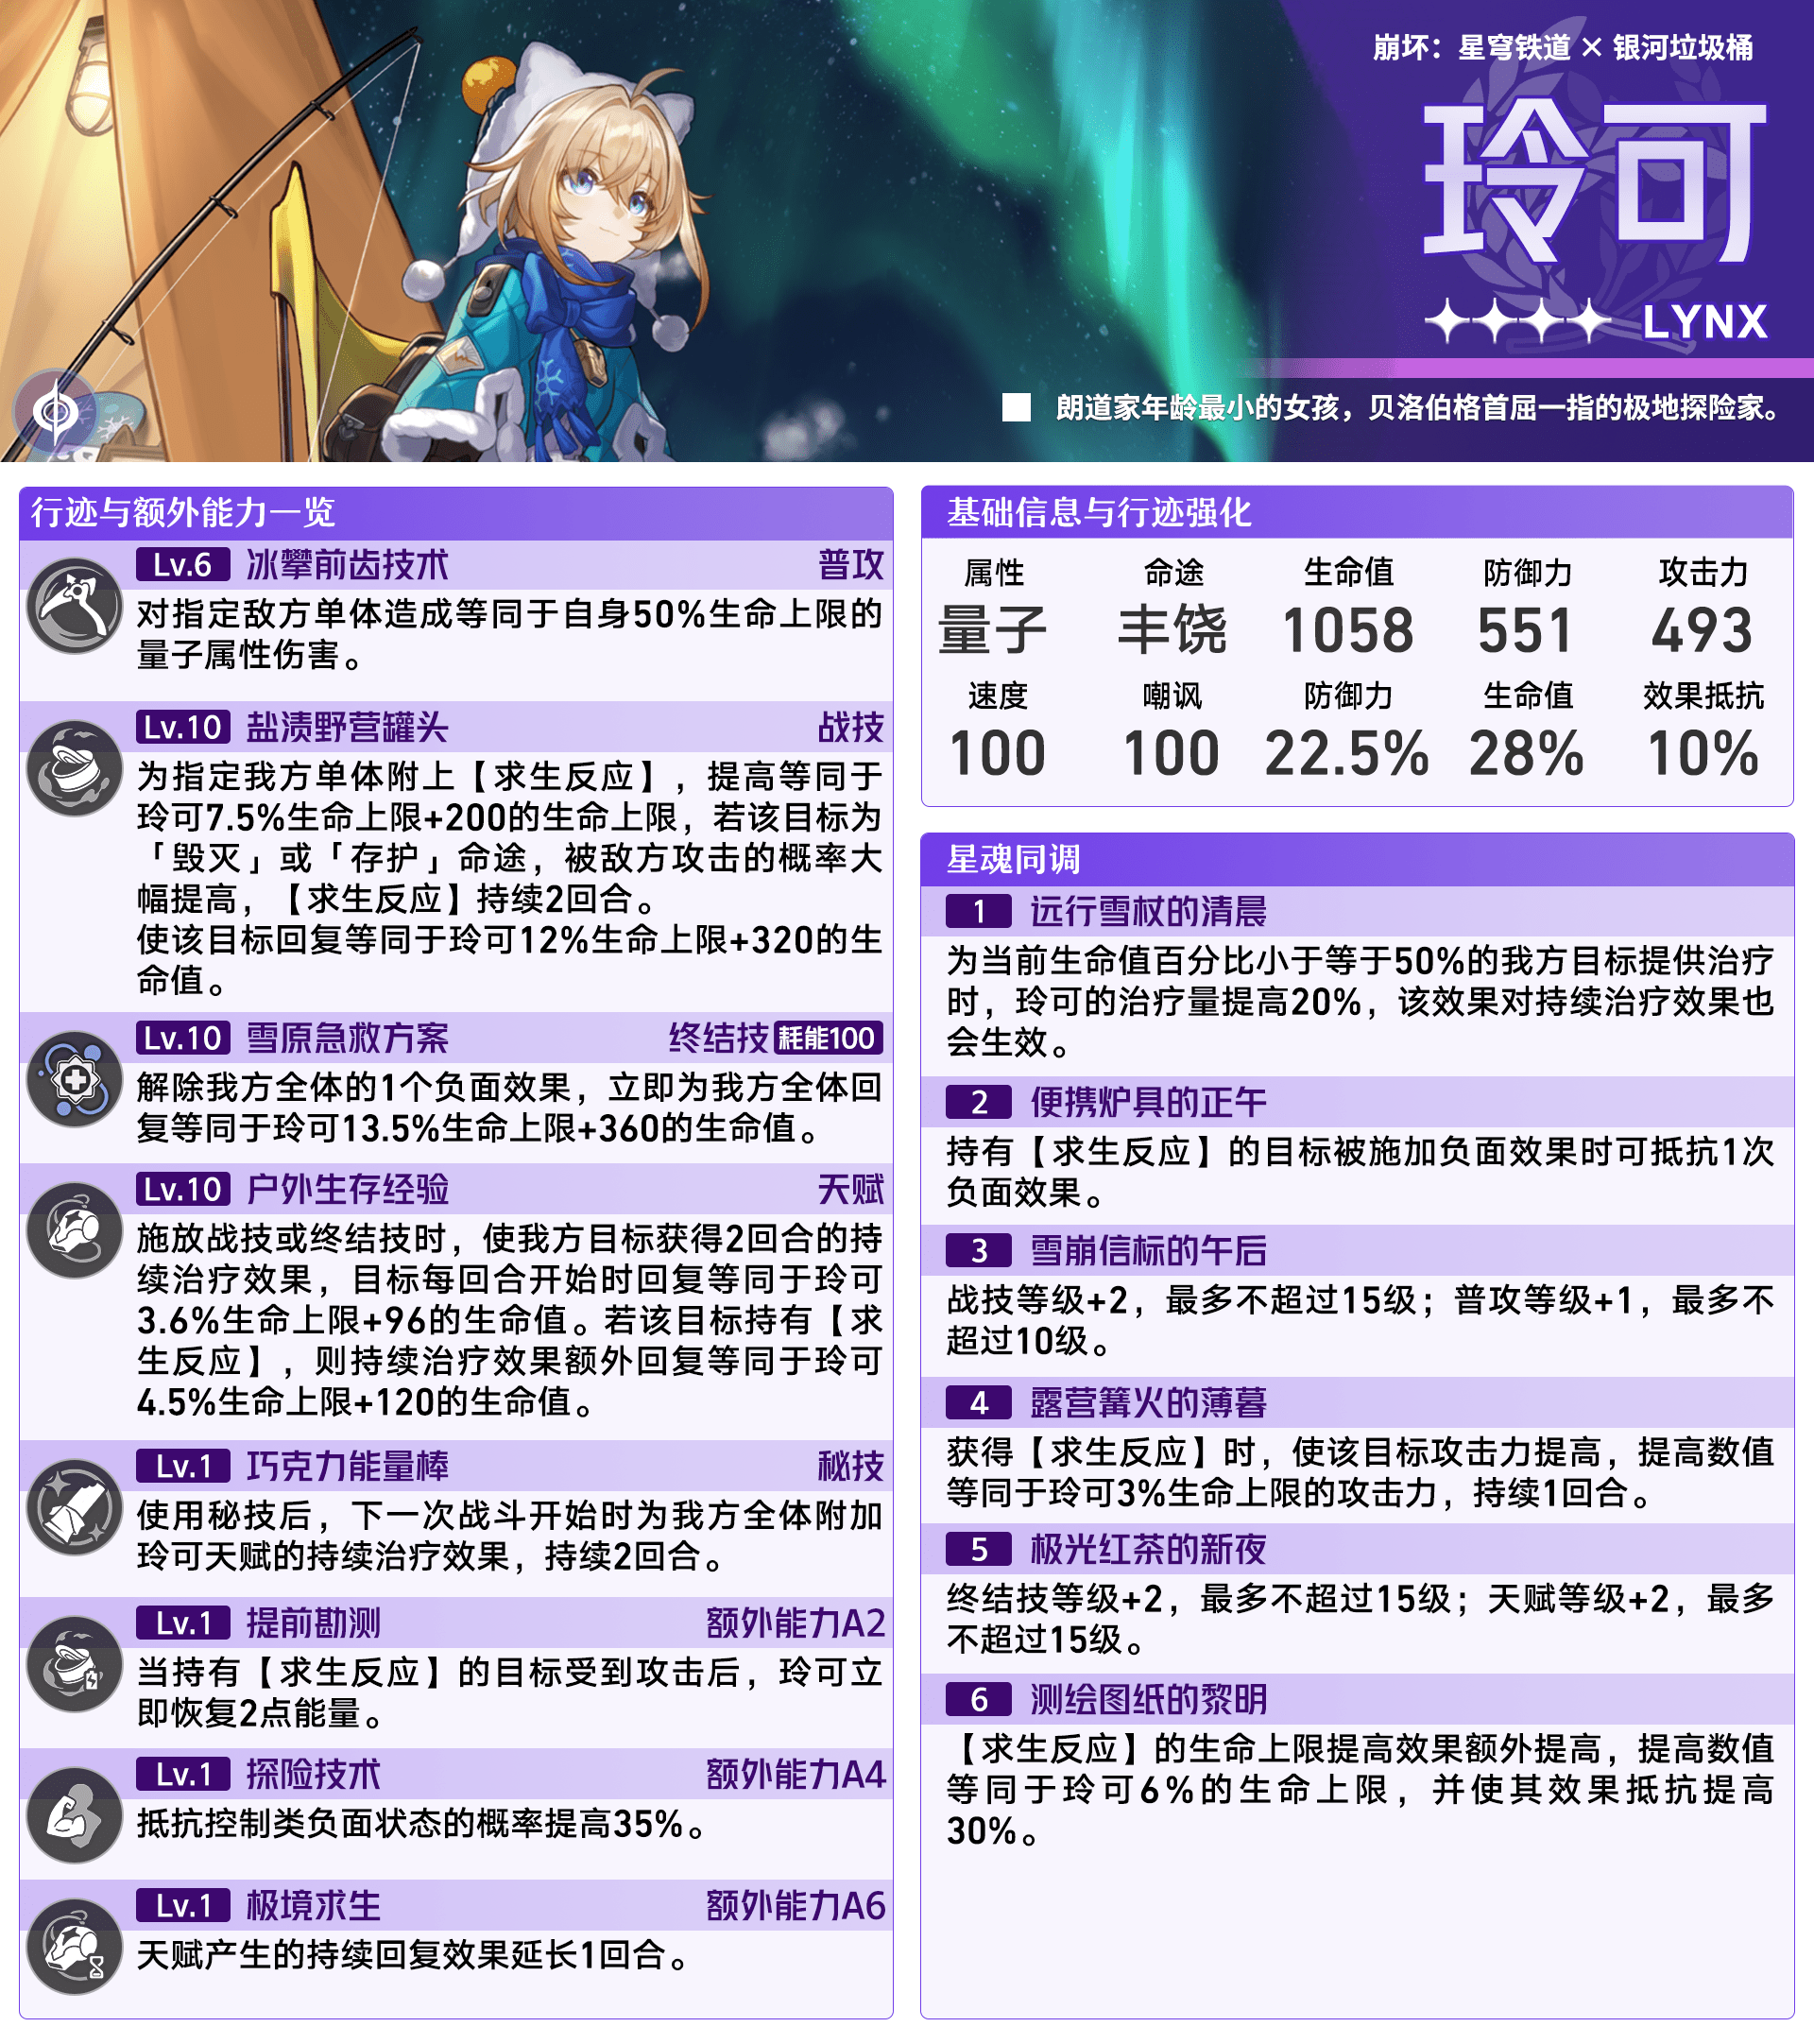 崩坏：星穹铁道 × 银河垃圾桶
玲可
LYNX
朗道家年龄最小的女孩，贝洛伯格首屈一指的极地探险家。
行迹与额外能力一览
Lv.6 冰攀前齿技术 普攻
对指定敌方单体造成等同于自身50%生命上限的
量子属性伤害。
Lv.10 盐渍野营罐头 战技
为指定我方单体附上【求生反应】，提高等同于
玲可7.5%生命上限+200的生命上限，若该目标为
「毁灭」或「存护」命途，被敌方攻击的概率大
幅提高，【求生反应】持续2回合。
使该目标回复等同于玲可12%生命上限+320的生
命值。
Lv.10 雪原急救方案 终结技 耗能100
解除我方全体的1个负面效果，立即为我方全体回
复等同于玲可13.5%生命上限+360的生命值。
Lv.10 户外生存经验 天赋
施放战技或终结技时，使我方目标获得2回合的持
续治疗效果，目标每回合开始时回复等同于玲可
3.6%生命上限+96的生命值。若该目标持有【求
生反应】，则持续治疗效果额外回复等同于玲可
4.5%生命上限+120的生命值。
Lv.1 巧克力能量棒 秘技
使用秘技后，下一次战斗开始时为我方全体附加
玲可天赋的持续治疗效果，持续2回合。
Lv.1 提前勘测 额外能力A2
当持有【求生反应】的目标受到攻击后，玲可立
即恢复2点能量。
Lv.1 探险技术 额外能力A4
抵抗控制类负面状态的概率提高35%。
Lv.1 极境求生 额外能力A6
天赋产生的持续回复效果延长1回合。
基础信息与行迹强化
属性 命途 生命值 防御力 攻击力
量子 丰饶 1058 551 493
速度 嘲讽 防御力 生命值 效果抵抗
100 100 22.5% 28% 10%
星魂同调
1 远行雪杖的清晨
为当前生命值百分比小于等于50%的我方目标提供治疗
时，玲可的治疗量提高20%，该效果对持续治疗效果也
会生效。
2 便携炉具的正午
持有【求生反应】的目标被施加负面效果时可抵抗1次
负面效果。
3 雪崩信标的午后
战技等级+2，最多不超过15级；普攻等级+1，最多不
超过10级。
4 露营篝火的薄暮
获得【求生反应】时，使该目标攻击力提高，提高数值
等同于玲可3%生命上限的攻击力，持续1回合。
5 极光红茶的新夜
终结技等级+2，最多不超过15级；天赋等级+2，最多
不超过15级。
6 测绘图纸的黎明
【求生反应】的生命上限提高效果额外提高，提高数值
等同于玲可6%的生命上限，并使其效果抵抗提高
30%。